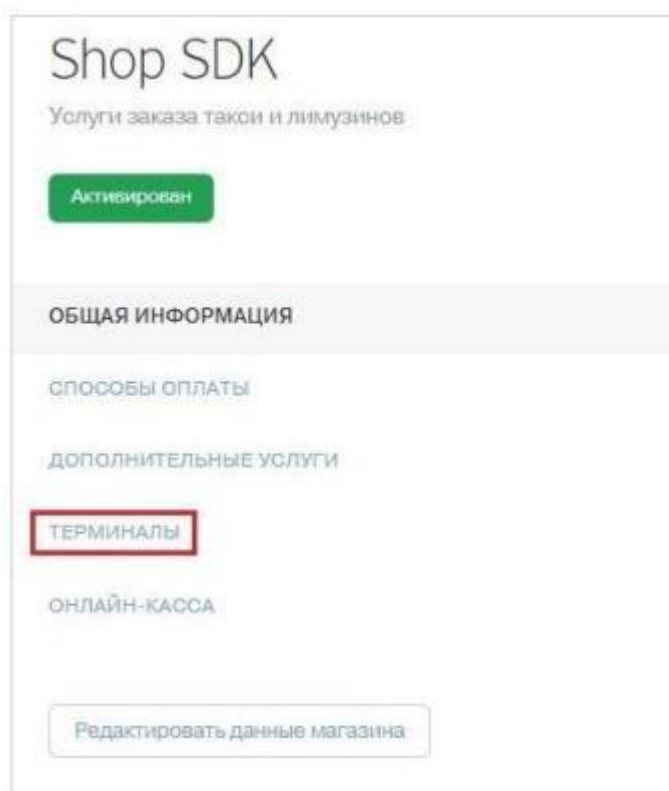 Shop SDK
Услуги заказа такси и лимузинов
Активирован
ОБЩАЯ ИНФОРМАЦИЯ
СПОСОБЫ ОПЛАТЫ
ДОПОЛНИТЕЛЬНЫЕ УСЛУГИ
ТЕРМИНАЛЫ
ОНЛАЙН-КАССА
Редактировать данные магазина